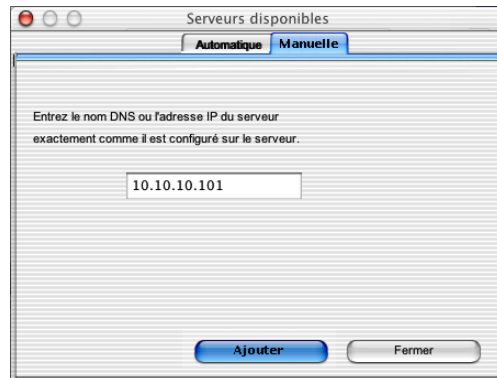 Serveurs disponibles
Automatique Manuelle
Entrez le nom DNS ou l'adresse IP du serveur
exactement comme il est configuré sur le serveur.
10.10.10.101
Ajouter Fermer